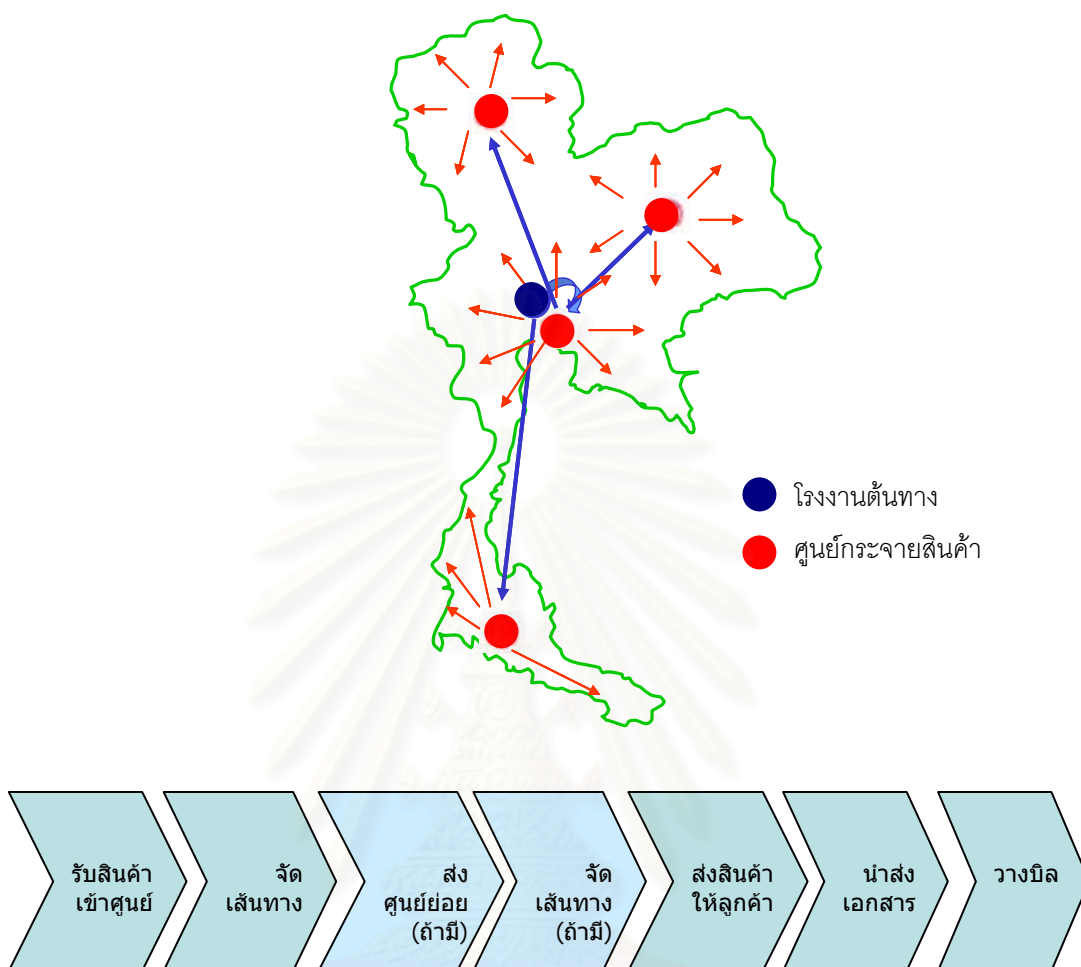 โรงงานต้นทาง
ศูนย์กระจายสินค้า
รับสินค้า
เข้าศูนย์
จัด
เส้นทาง
ส่ง
ศูนย์ย่อย
(ถ้ามี)
จัด
เส้นทาง
(ถ้ามี)
ส่งสินค้า
ให้ลูกค้า
นำส่ง
เอกสาร
วางบิล